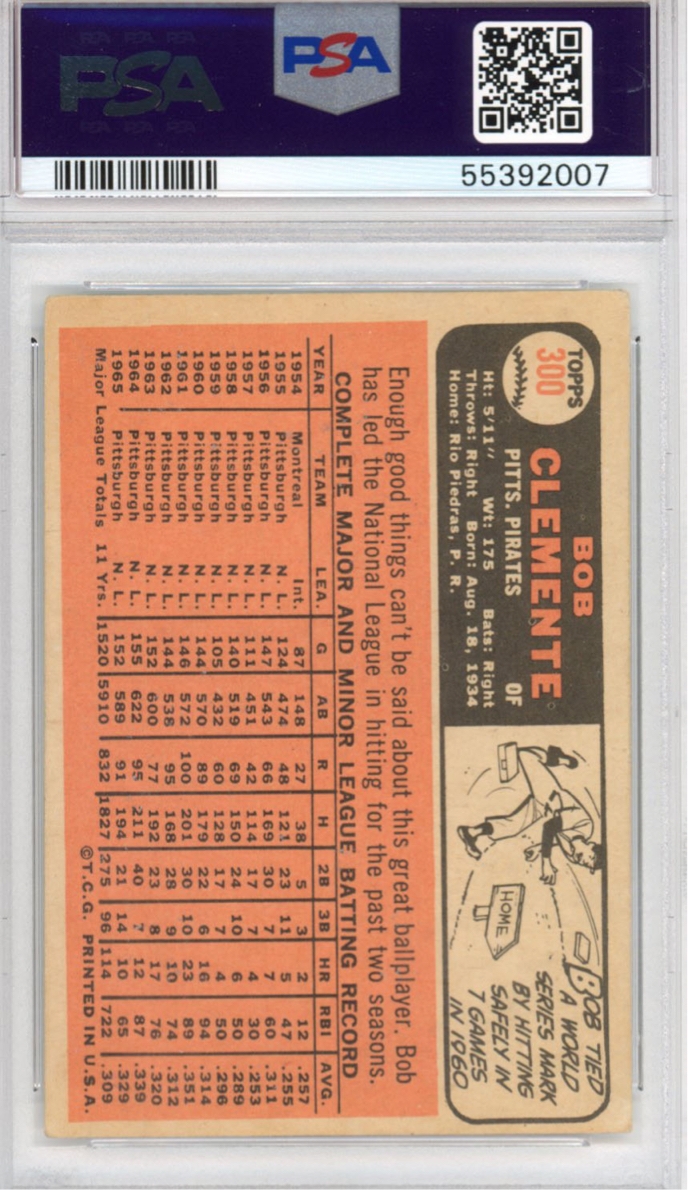 PSA PSA PSA
PSA
PSA PSA PSA
PSA
55392007
TOPPS
300
BOB
CLEMENTE
PITTS. PIRATES OF
Ht: 5'11" Wt: 175 Bats: Right
Throws: Right Born: Aug. 18, 1934
Home: Rio Piedras, P. R.
HOME
BOB TIED
A WORLD
SERIES MARK
BY HITTING
SAFELY IN
7 GAMES
IN 1960
Enough good things can't be said about this great ballplayer. Bob
has led the National League in hitting for the past two seasons.
COMPLETE MAJOR AND MINOR LEAGUE BATTING RECORD
YEAR TEAM LEA. G AB R H 2B 3B HR RBI AVG.
1954 Montreal Int. 87 148 27 38 5 3 2 12 .257
1955 Pittsburgh N. L. 124 474 48 121 23 11 5 47 .255
1956 Pittsburgh N. L. 147 543 66 169 30 7 7 60 .311
1957 Pittsburgh N. L. 111 451 42 114 17 7 4 30 .253
1958 Pittsburgh N. L. 140 519 69 150 24 10 6 50 .289
1959 Pittsburgh N. L. 105 432 60 128 17 7 4 50 .296
1960 Pittsburgh N. L. 144 570 89 179 22 6 16 94 .314
1961 Pittsburgh N. L. 146 572 100 201 30 10 23 89 .351
1962 Pittsburgh N. L. 144 538 95 168 28 9 10 74 .312
1963 Pittsburgh N. L. 152 600 77 192 23 8 17 76 .320
1964 Pittsburgh N. L. 155 622 95 211 40 7 12 87 .339
1965 Pittsburgh N. L. 152 589 91 194 21 14 10 65 .329
Major League Totals 11 Yrs. 1520 5910 832 1827 275 96 114 722 .309
©T.C.G. PRINTED IN U.S.A.